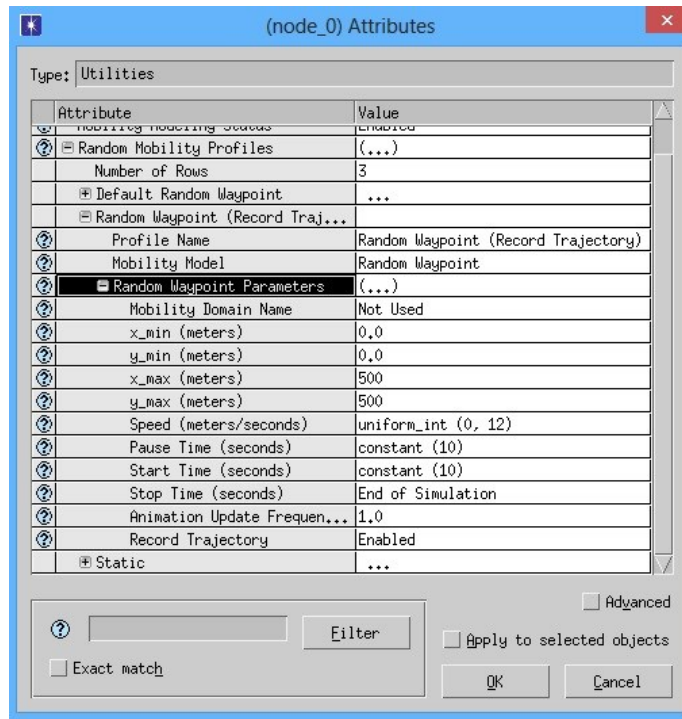 (node_0) Attributes
Type: Utilities
Attribute Value
Mobility Modeling Status Enabled
Random Mobility Profiles (...)
Number of Rows 3
Default Random Waypoint ...
Random Waypoint (Record Traj...
Profile Name Random Waypoint (Record Trajectory)
Mobility Model Random Waypoint
Random Waypoint Parameters (...)
Mobility Domain Name Not Used
x_min (meters) 0.0
y_min (meters) 0.0
x_max (meters) 500
y_max (meters) 500
Speed (meters/seconds) uniform_int (0, 12)
Pause Time (seconds) constant (10)
Start Time (seconds) constant (10)
Stop Time (seconds) End of Simulation
Animation Update Frequen... 1.0
Record Trajectory Enabled
Static ...
Advanced
Filter
Apply to selected objects
Exact match
OK Cancel